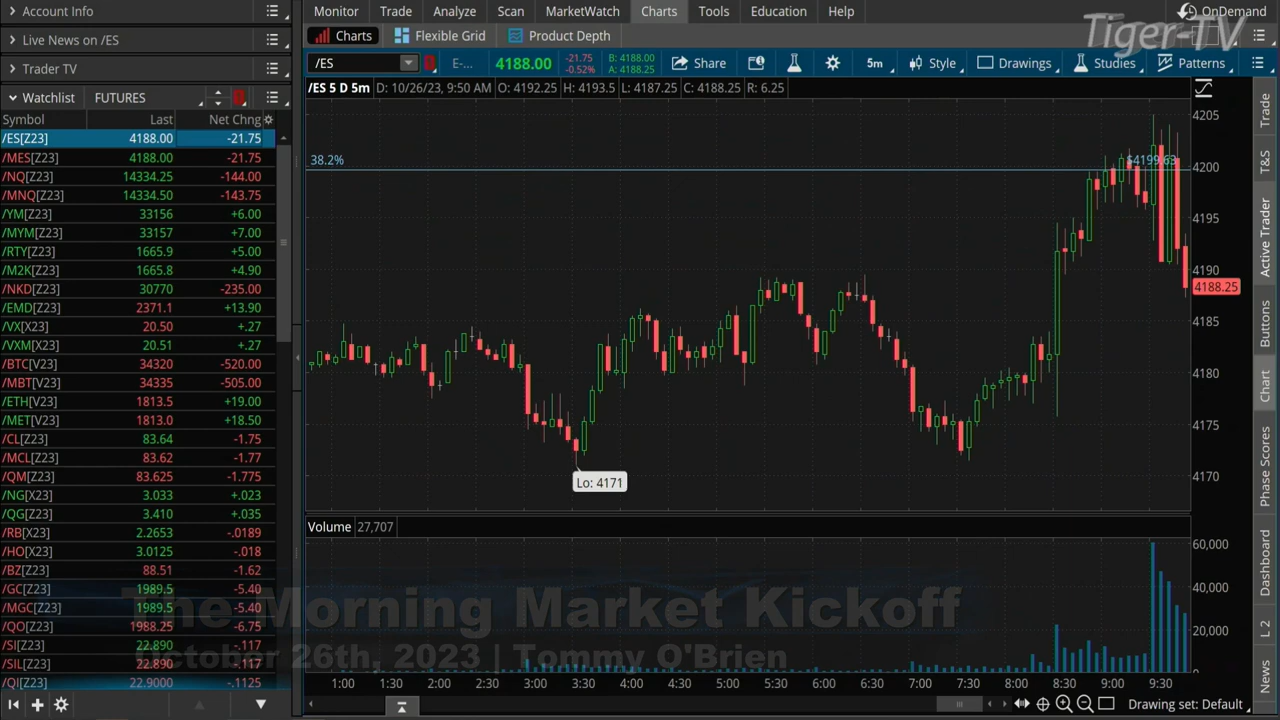 Account Info
Live News on /ES
Trader TV
Watchlist FUTURES
Symbol Last Net Chng
/ES[Z23] 4188.00 -21.75
/MES[Z23] 4188.00 -21.75
/NQ[Z23] 14334.25 -144.00
/MNQ[Z23] 14334.50 -143.75
/YM[Z23] 33156 +6.00
/MYM[Z23] 33157 +7.00
/RTY[Z23] 1665.9 +5.00
/M2K[Z23] 1665.8 +4.90
/NKD[Z23] 30770 -235.00
/EMD[Z23] 2371.1 +13.90
/VX[X23] 20.50 +.27
/VXM[X23] 20.51 +.27
/BTC[V23] 34320 -520.00
/MBT[V23] 34335 -505.00
/ETH[V23] 1813.5 +19.00
/MET[V23] 1813.0 +18.50
/CL[Z23] 83.64 -1.75
/MCL[Z23] 83.62 -1.77
/QM[Z23] 83.625 -1.775
/NG[X23] 3.033 +.023
/QG[Z23] 3.410 +.035
/RB[X23] 2.2653 -.0189
/HO[X23] 3.0125 -.018
/BZ[Z23] 88.51 -1.62
/GC[Z23] 1989.5 -5.40
/MGC[Z23] 1989.5 -5.40
/QO[Z23] 1988.25 -6.75
/SI[Z23] 22.890 -.117
/SIL[Z23] 22.890 -.117
/QI[Z23] 22.9000 -.1125
Monitor Trade Analyze Scan MarketWatch Charts Tools Education Help OnDemand
Tiger-TV
Charts Flexible Grid Product Depth
/ES E-... 4188.00 -21.75 B: 4188.00 Share 5m Style Drawings Studies Patterns
-0.52% A: 4188.25
/ES 5 D 5m D: 10/26/23, 9:50 AM O: 4192.25 H: 4193.5 L: 4187.25 C: 4188.25 R: 6.25
38.2% $4199.63
4205
4200
4195
4190
4188.25
4185
4180
4175
4170
Lo: 4171
Volume 27,707
60,000
40,000
20,000
1:00 1:30 2:00 2:30 3:00 3:30 4:00 4:30 5:00 5:30 6:00 6:30 7:00 7:30 8:00 8:30 9:00 9:30
Drawing set: Default
Trade
T&S
Active Trader
Buttons
Chart
Phase Scores
Dashboard
L 2
News
The Morning Market Kickoff
October 26th, 2023 | Tommy O'Brien